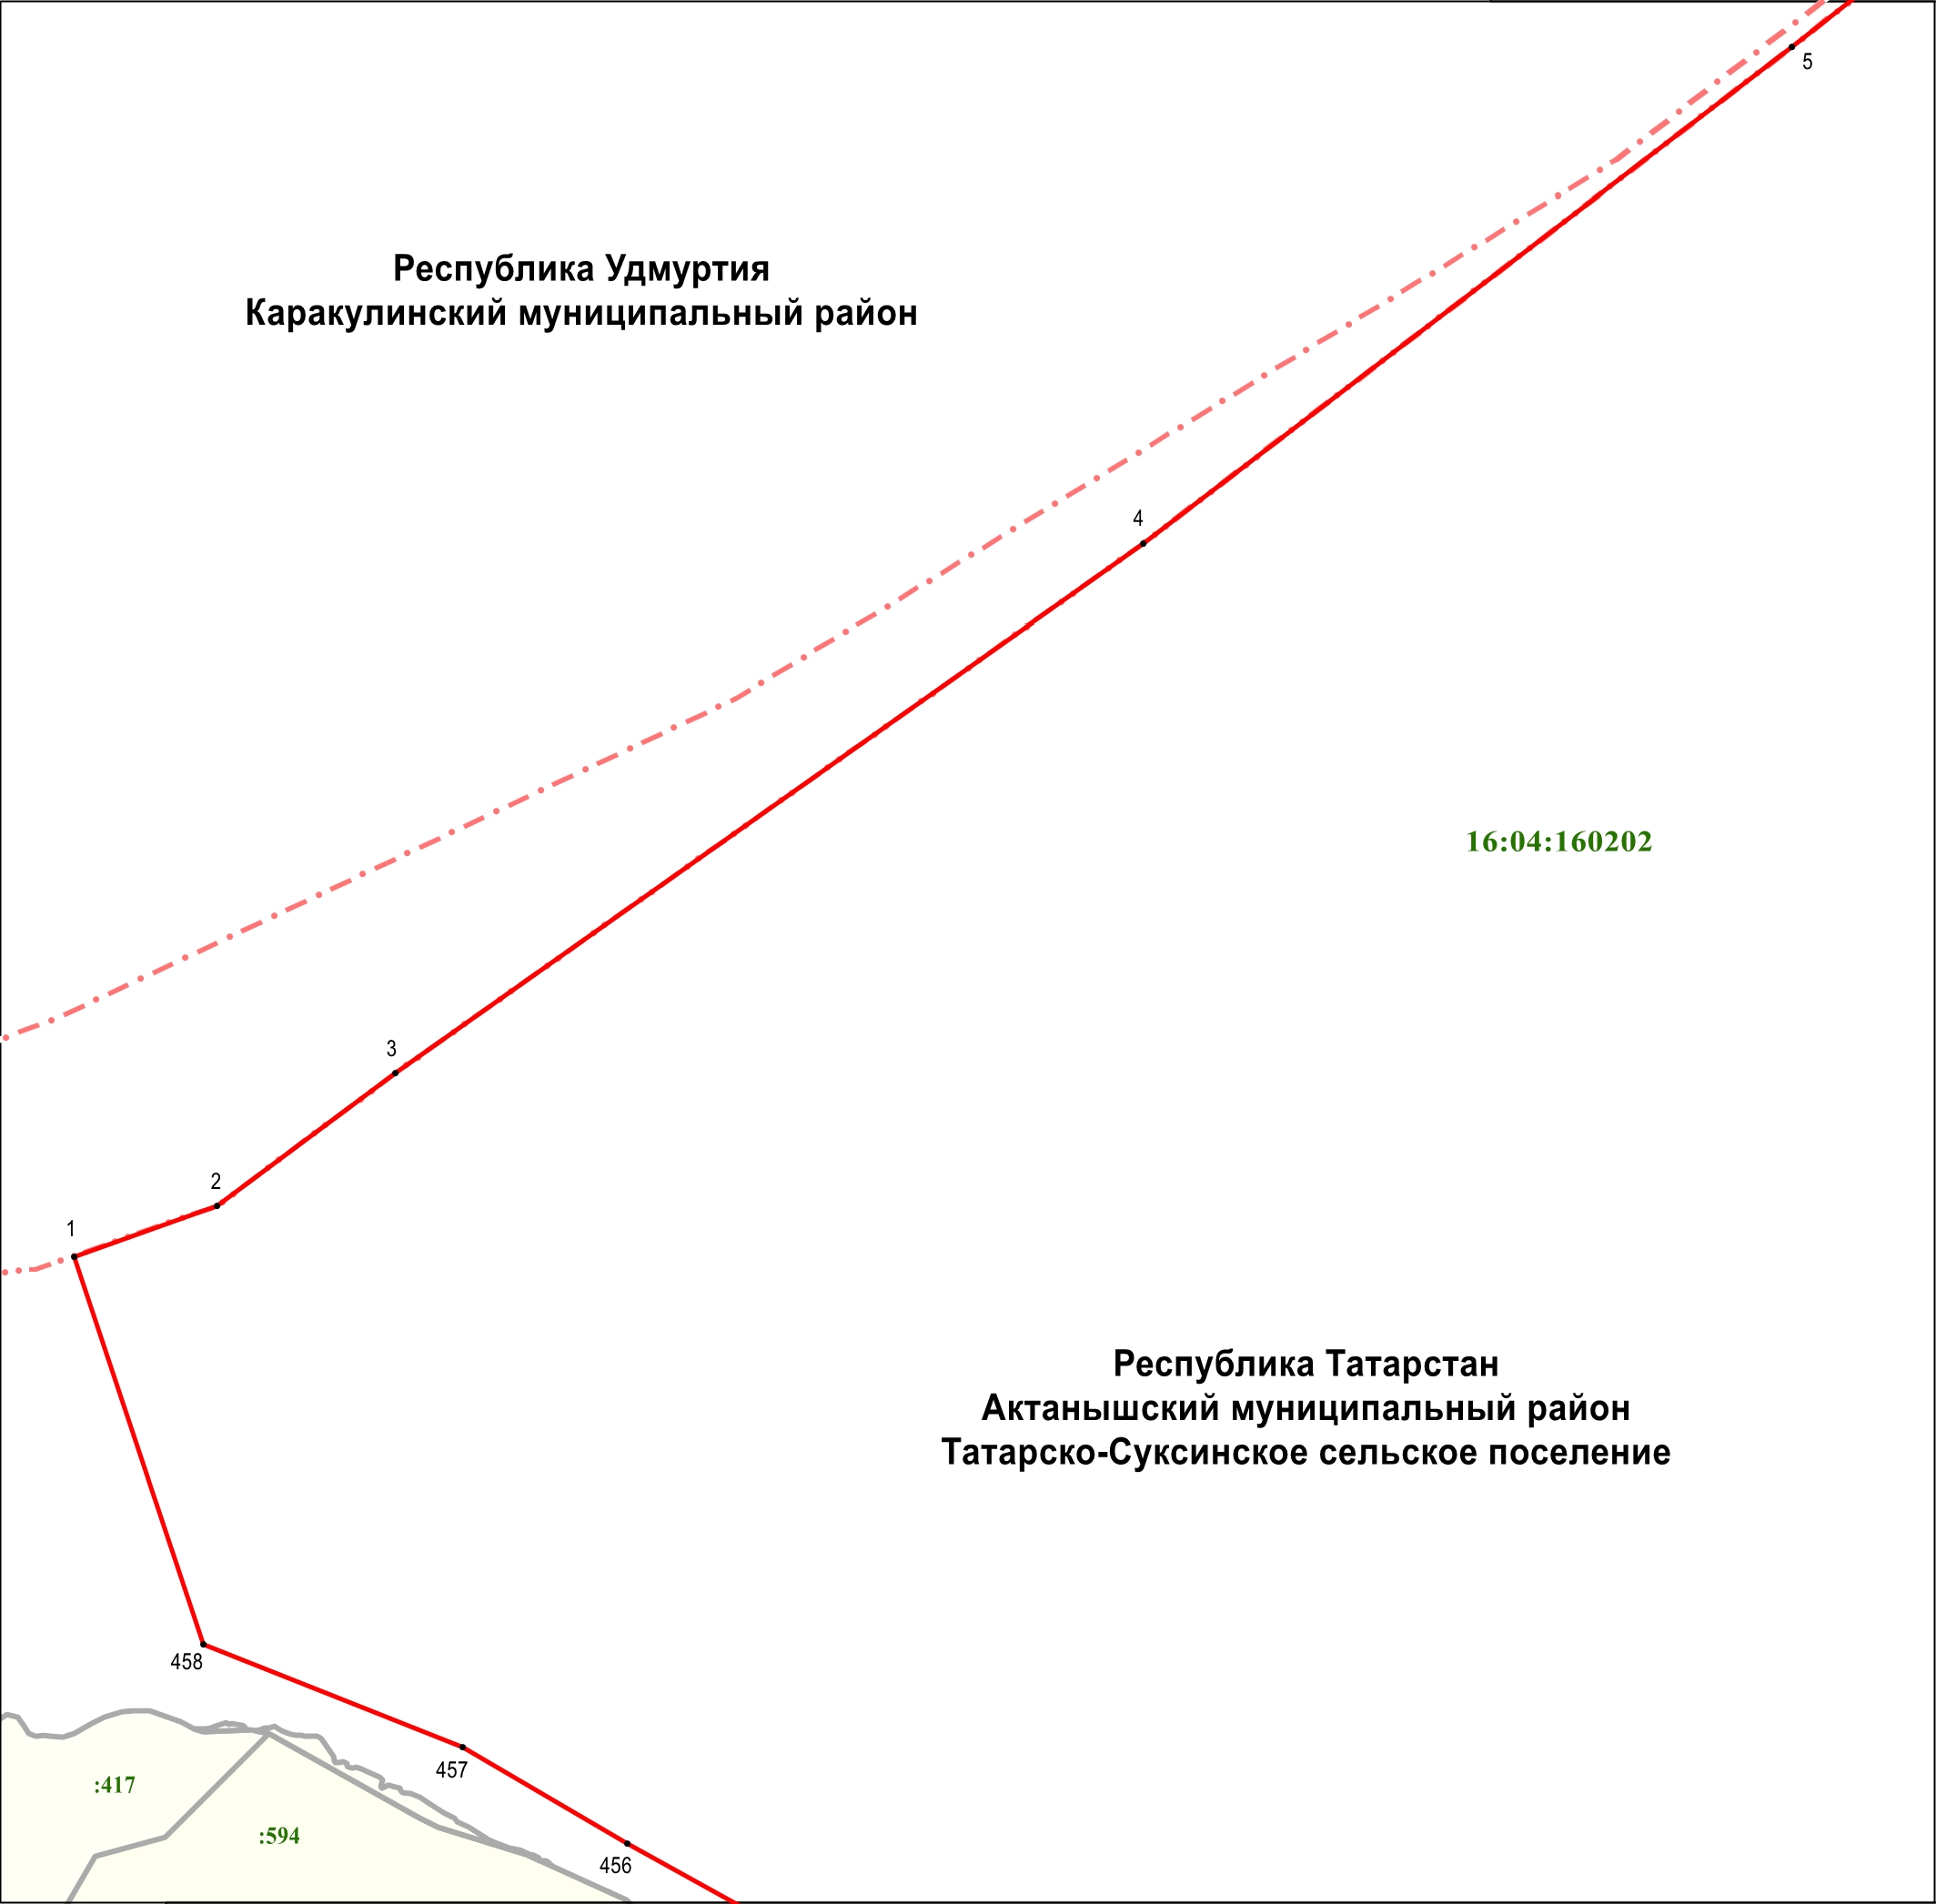 5
Республика Удмуртия
Каракулинский муниципальный район
4
16:04:160202
3
2
1
Республика Татарстан
Актанышский муниципальный район
Татарско-Суксинское сельское поселение
458
457
:417
:594
456